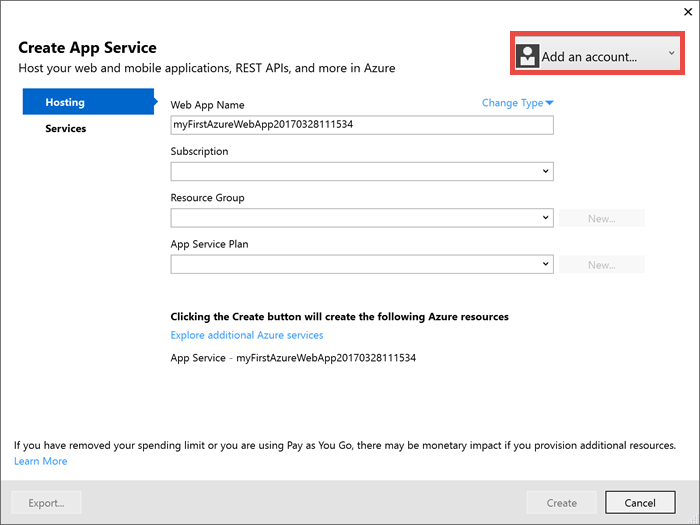 Create App Service
Host your web and mobile applications, REST APIs, and more in Azure
Add an account...
Hosting
Services
Web App Name
Change Type
myFirstAzureWebApp20170328111534
Subscription
Resource Group
New...
App Service Plan
New...
Clicking the Create button will create the following Azure resources
Explore additional Azure services
App Service - myFirstAzureWebApp20170328111534
If you have removed your spending limit or you are using Pay as You Go, there may be monetary impact if you provision additional resources.
Learn More
Export...
Create
Cancel